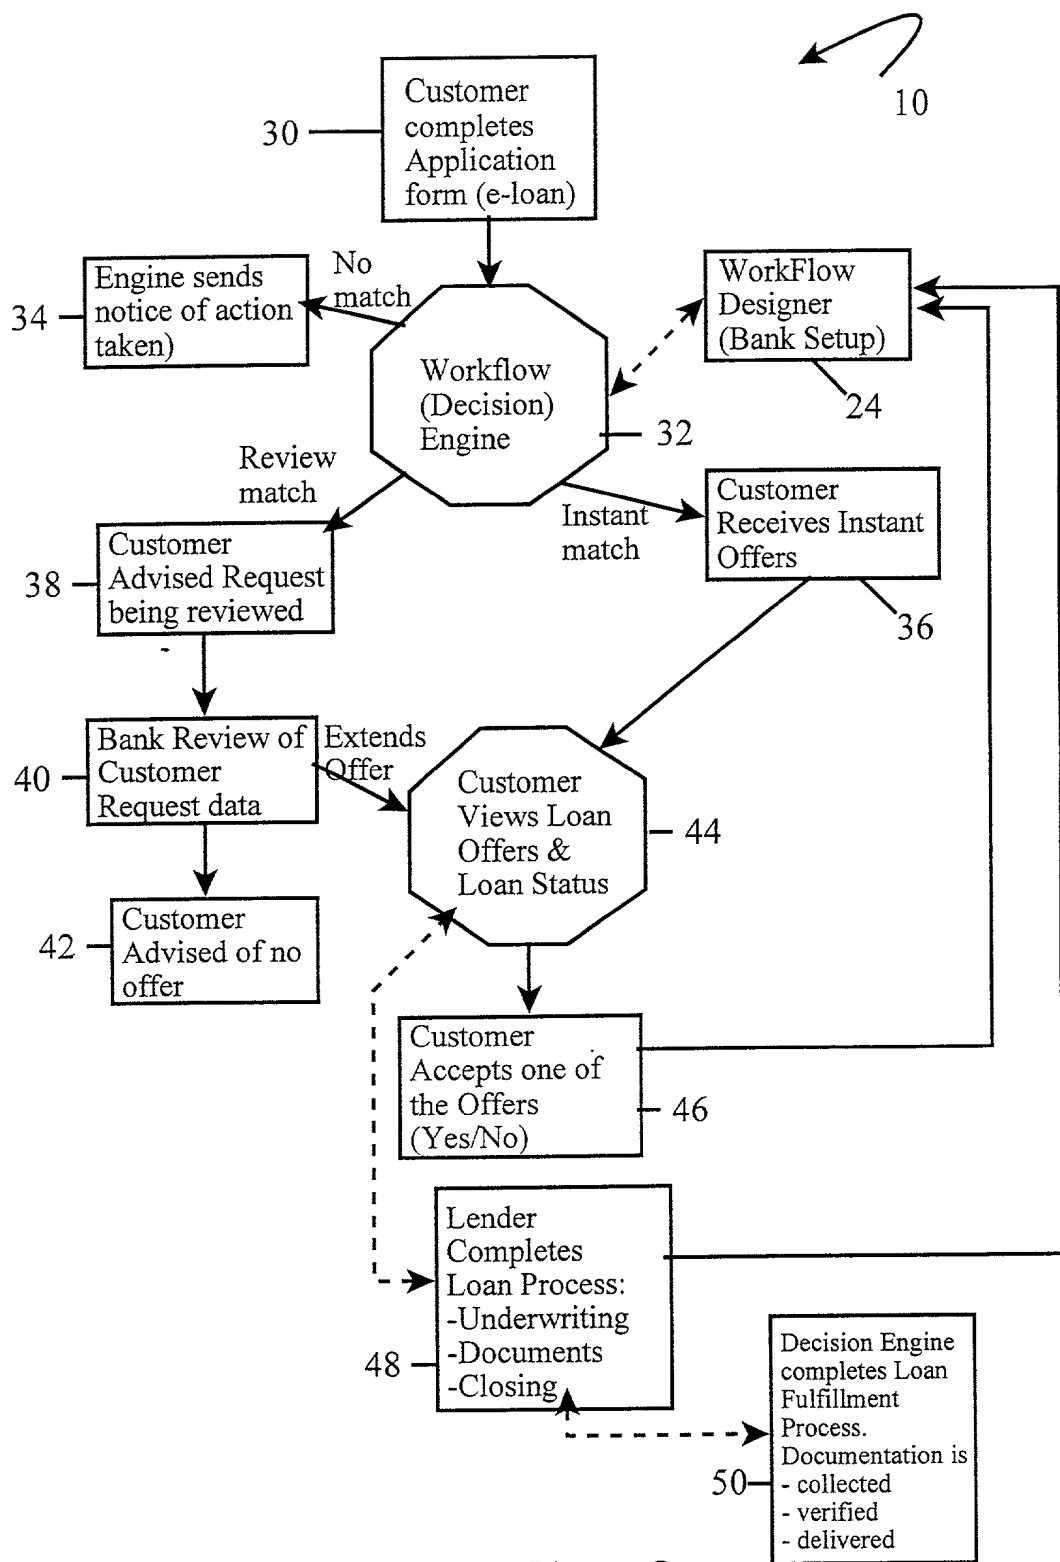 10
Customer
completes
Application
form (e-loan)
30
No
match
Engine sends
notice of action
taken)
34
WorkFlow
Designer
(Bank Setup)
24
Workflow
(Decision)
Engine
32
Review
match
Instant
match
Customer
Receives Instant
Offers
36
Customer
Advised Request
being reviewed
38
Bank Review of
Customer
Request data
40
Extends
Offer
Customer
Views Loan
Offers &
Loan Status
44
Customer
Advised of no
offer
42
Customer
Accepts one of
the Offers
(Yes/No)
46
Lender
Completes
Loan Process:
-Underwriting
-Documents
-Closing
48
Decision Engine
completes Loan
Fulfillment
Process.
Documentation is
- collected
- verified
- delivered
50